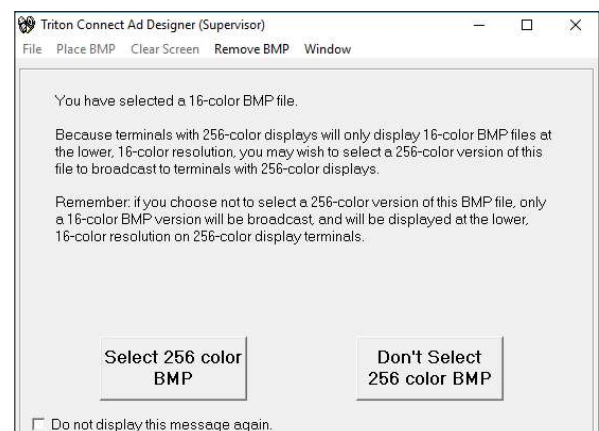 Triton Connect Ad Designer (Supervisor)
File Place BMP Clear Screen Remove BMP Window
You have selected a 16-color BMP file.
Because terminals with 256-color displays will only display 16-color BMP files at
the lower, 16-color resolution, you may wish to select a 256-color version of this
file to broadcast to terminals with 256-color displays.
Remember: if you choose not to select a 256-color version of this BMP file, only
a 16-color BMP version will be broadcast, and will be displayed at the lower,
16-color resolution on 256-color display terminals.
Select 256 color
BMP
Don't Select
256 color BMP
Do not display this message again.